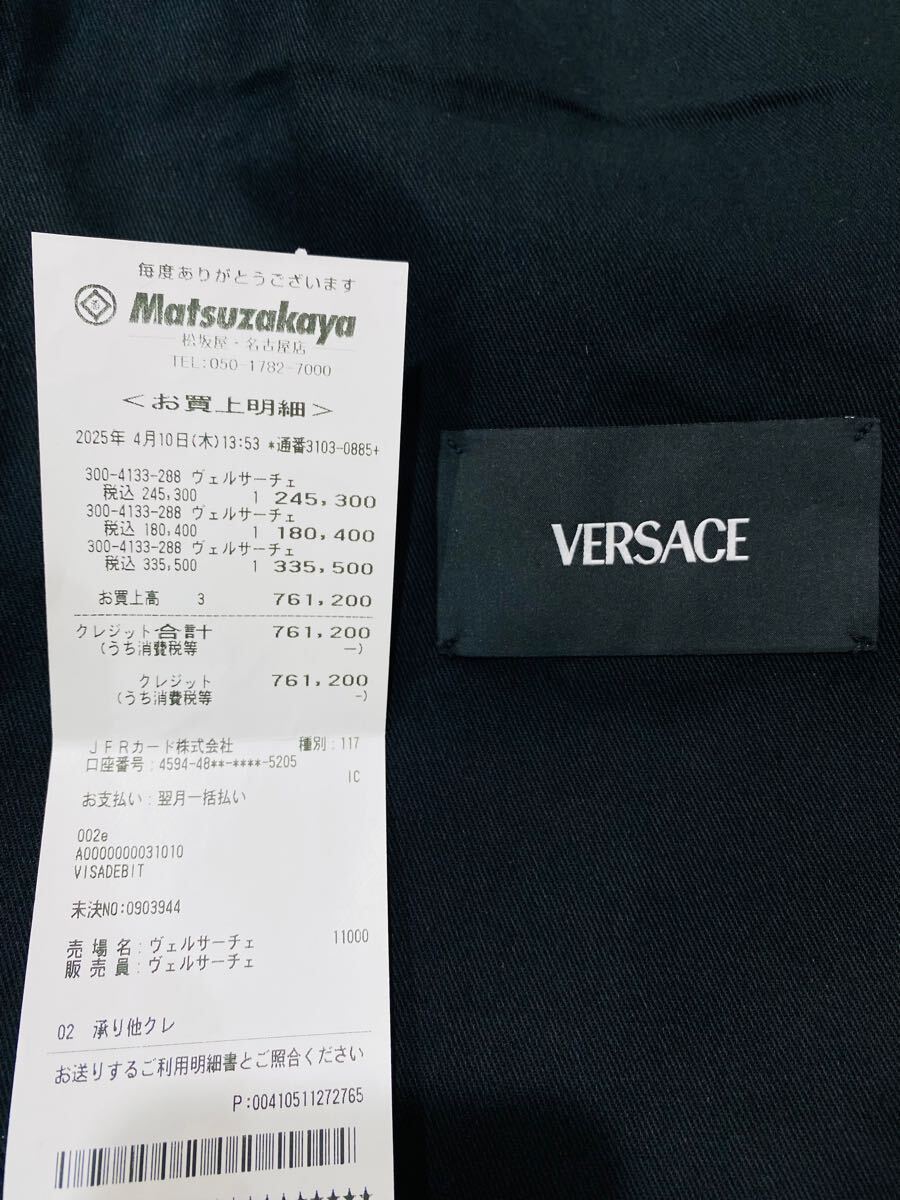 毎度ありがとうございます
Matsuzakaya
松坂屋・名古屋店
TEL:050-1782-7000
<お買上明細>
2025年 4月10日(木)13:53 *通番3103-0885+
300-4133-288 ヴェルサーチェ
税込 245,300 1 245,300
300-4133-288 ヴェルサーチェ
税込 180,400 1 180,400
300-4133-288 ヴェルサーチェ
税込 335,500 1 335,500
お買上高 3 761,200
クレジット合計 761,200
(うち消費税等 -)
クレジット 761,200
(うち消費税等 -)
JFRカード株式会社 種別:117
口座番号:4594-48**-****-5205
IC
お支払い:翌月一括払い
002e
A0000000031010
VISADEBIT
未決NO:0903944
売場名:ヴェルサーチェ 11000
販売員:ヴェルサーチェ
02 承り他クレ
お送りするご利用明細書とご照合ください
P:00410511272765
VERSACE